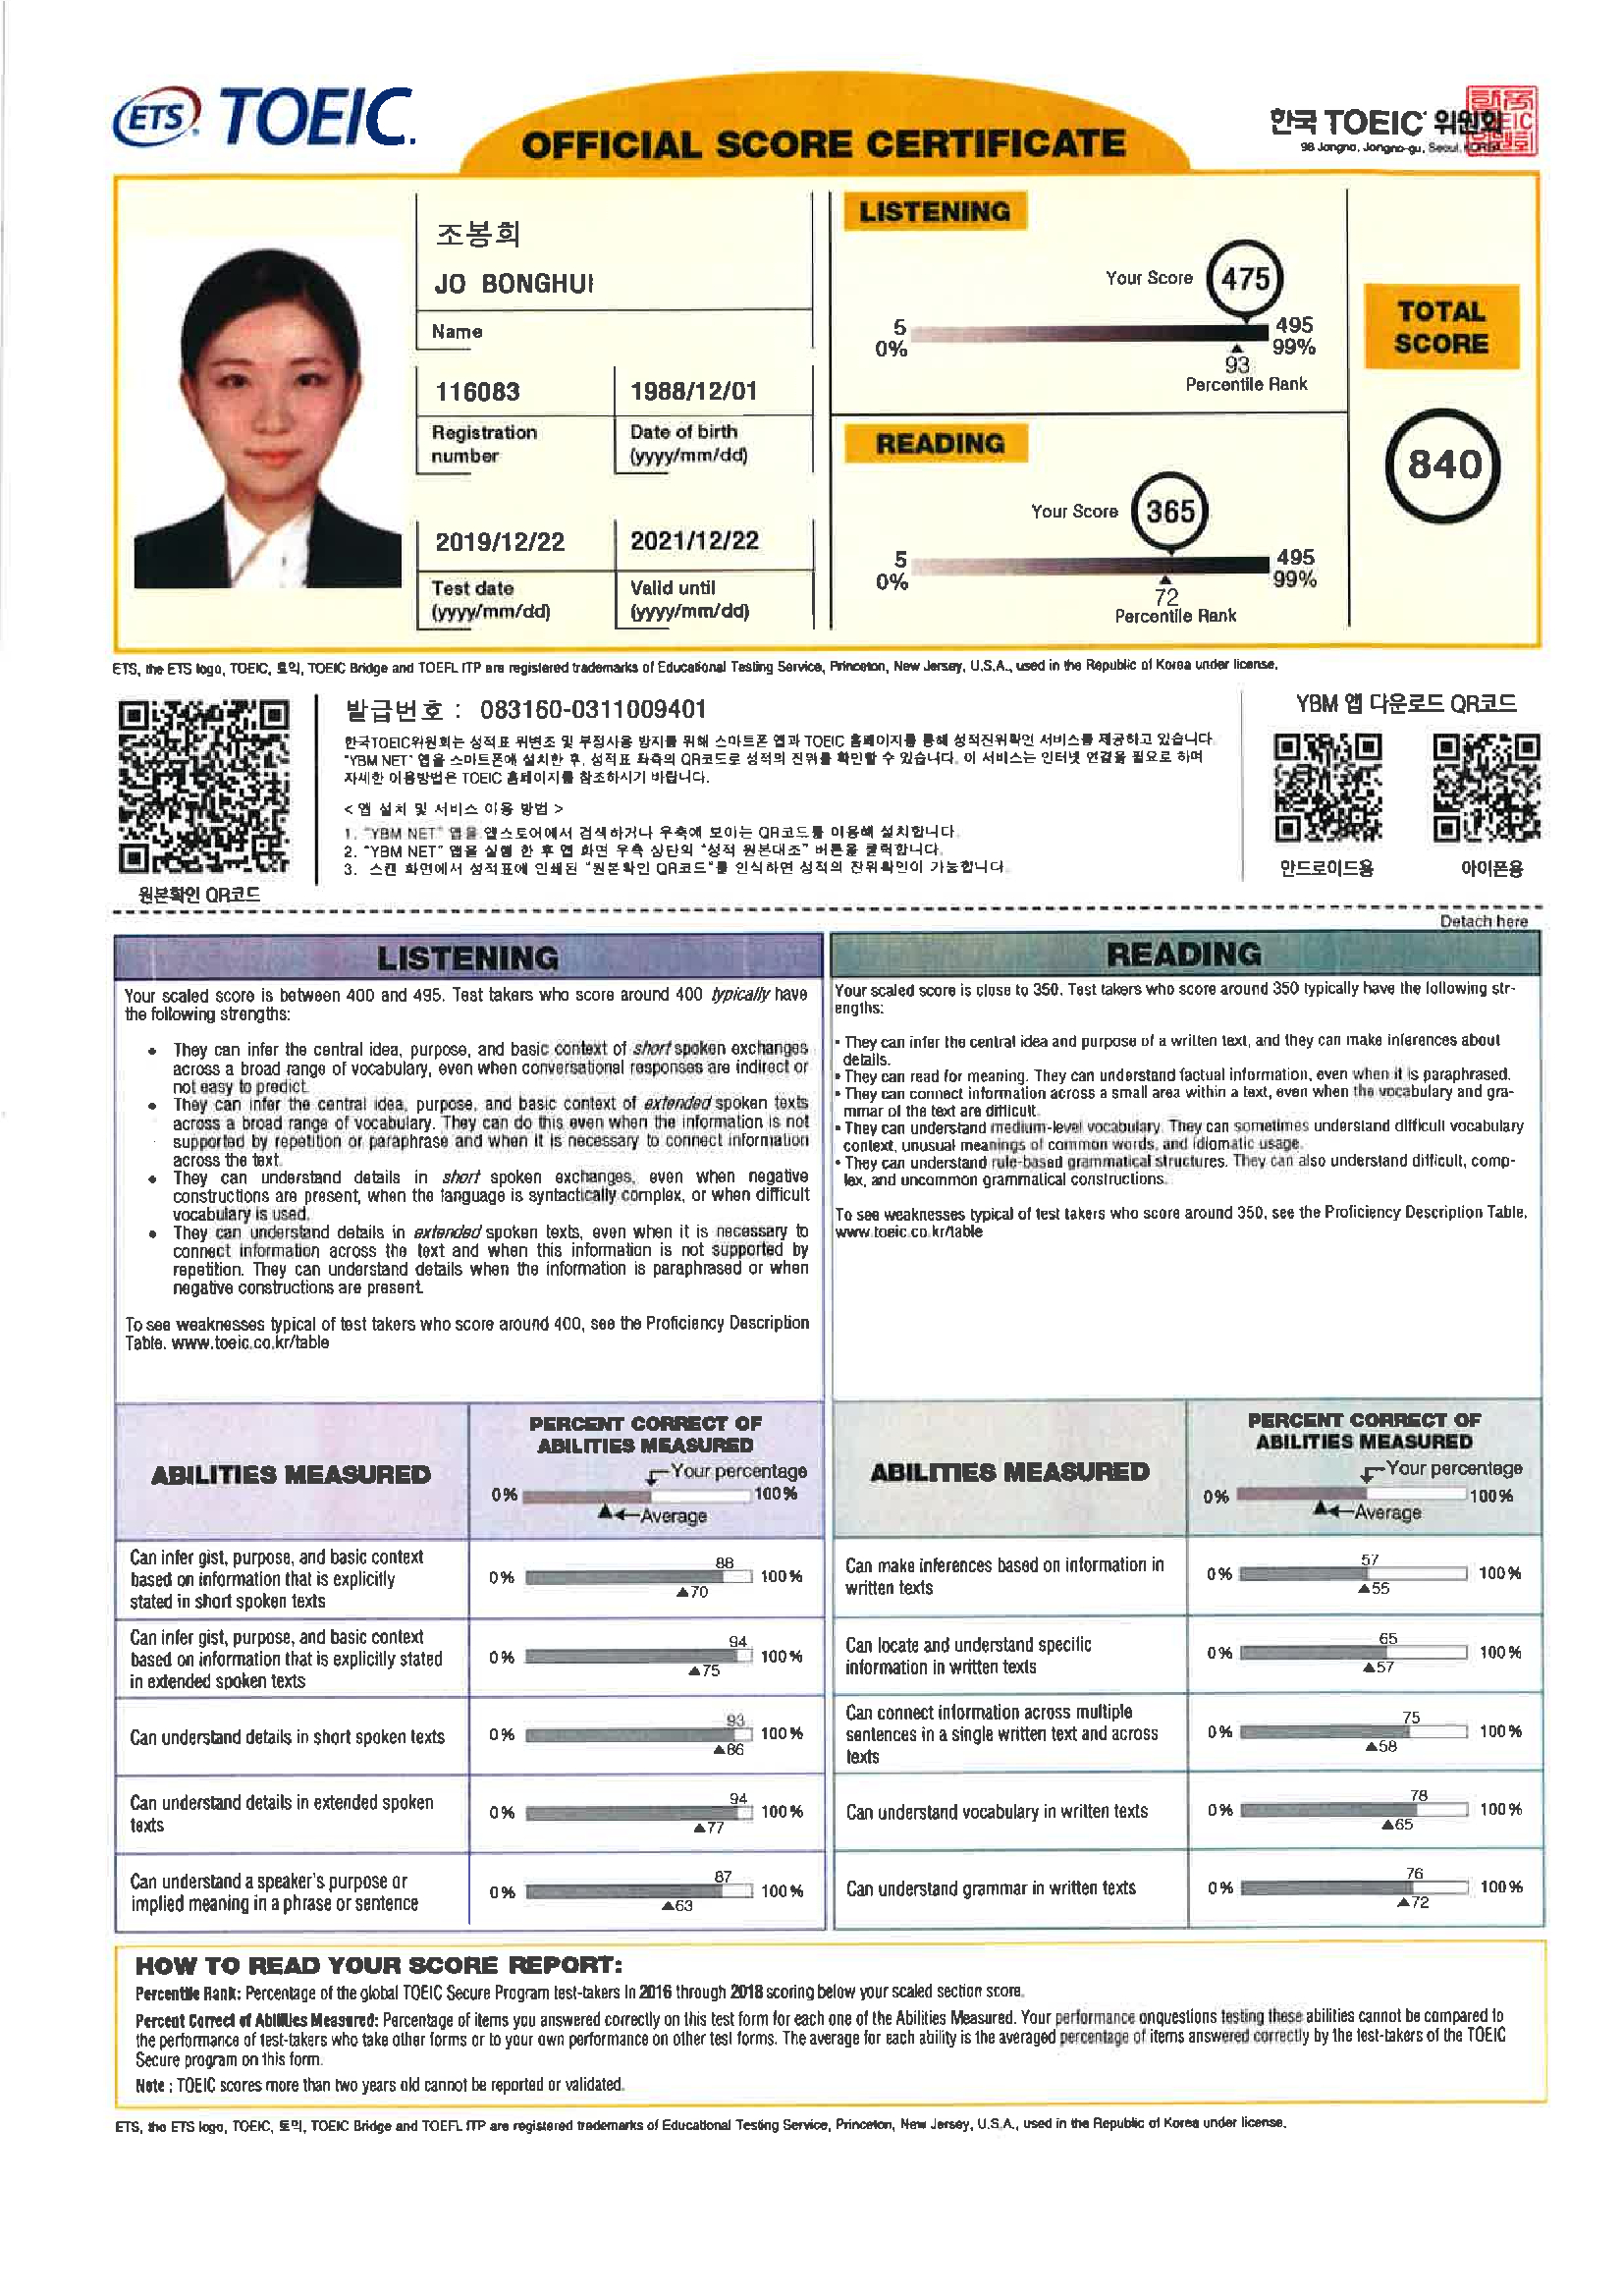 ETS TOEIC.
OFFICIAL SCORE CERTIFICATE
한국 TOEIC 위원회
98 Jongno, Jongno-gu, Seoul, KOREA
조봉희
JO BONGHUI
Name
116083
1988/12/01
Registration number
Date of birth (yyyy/mm/dd)
2019/12/22
2021/12/22
Test date (yyyy/mm/dd)
Valid until (yyyy/mm/dd)
LISTENING
Your Score 475
5 495
0% 99%
93
Percentile Rank
READING
Your Score 365
5 495
0% 99%
72
Percentile Rank
TOTAL
SCORE
840
ETS, the ETS logo, TOEIC, 토익, TOEIC Bridge and TOEFL ITP are registered trademarks of Educational Testing Service, Princeton, New Jersey, U.S.A., used in the Republic of Korea under license.
원본확인 QR코드
발급번호 : 083160-0311009401
한국TOEIC위원회는 성적표 위변조 및 부정사용 방지를 위해 스마트폰 앱과 TOEIC 홈페이지를 통해 성적진위확인 서비스를 제공하고 있습니다.
"YBM NET" 앱을 스마트폰에 설치한 후, 성적표 좌측의 QR코드로 성적의 진위를 확인할 수 있습니다. 이 서비스는 인터넷 연결을 필요로 하며
자세한 이용방법은 TOEIC 홈페이지를 참조하시기 바랍니다.
< 앱 설치 및 서비스 이용 방법 >
1. "YBM NET" 앱을 앱스토어에서 검색하거나 우측에 보이는 QR코드를 이용해 설치합니다.
2. "YBM NET" 앱을 실행 한 후 앱 화면 우측 상단의 "성적 원본대조" 버튼을 클릭합니다.
3. 스캔 화면에서 성적표에 인쇄된 "원본확인 QR코드"를 인식하면 성적의 진위확인이 가능합니다.
YBM 앱 다운로드 QR코드
안드로이드용
아이폰용
Detach here
LISTENING
Your scaled score is between 400 and 495. Test takers who score around 400 typically have
the following strengths:
• They can infer the central idea, purpose, and basic context of short spoken exchanges
across a broad range of vocabulary, even when conversational responses are indirect or
not easy to predict.
• They can infer the central idea, purpose, and basic context of extended spoken texts
across a broad range of vocabulary. They can do this even when the information is not
supported by repetition or paraphrase and when it is necessary to connect information
across the text.
• They can understand details in short spoken exchanges, even when negative
constructions are present, when the language is syntactically complex, or when difficult
vocabulary is used.
• They can understand details in extended spoken texts, even when it is necessary to
connect information across the text and when this information is not supported by
repetition. They can understand details when the information is paraphrased or when
negative constructions are present.
To see weaknesses typical of test takers who score around 400, see the Proficiency Description
Table. www.toeic.co.kr/table
READING
Your scaled score is close to 350. Test takers who score around 350 typically have the following str-
engths:
• They can infer the central idea and purpose of a written text, and they can make inferences about
details.
• They can read for meaning. They can understand factual information, even when it is paraphrased.
• They can connect information across a small area within a text, even when the vocabulary and gra-
mmar of the text are difficult.
• They can understand medium-level vocabulary. They can sometimes understand difficult vocabulary
context, unusual meanings of common words, and idiomatic usage.
• They can understand rule-based grammatical structures. They can also understand difficult, comp-
lex, and uncommon grammatical constructions.
To see weaknesses typical of test takers who score around 350, see the Proficiency Description Table,
www.toeic.co.kr/table
ABILITIES MEASURED
PERCENT CORRECT OF
ABILITIES MEASURED
Your percentage
0% 100%
Average
Can infer gist, purpose, and basic context
based on information that is explicitly
stated in short spoken texts
0% 88 100%
▲70
Can infer gist, purpose, and basic context
based on information that is explicitly stated
in extended spoken texts
0% 94 100%
▲75
Can understand details in short spoken texts
0% 93 100%
▲86
Can understand details in extended spoken
texts
0% 94 100%
▲77
Can understand a speaker's purpose or
implied meaning in a phrase or sentence
0% 87 100%
▲63
ABILITIES MEASURED
PERCENT CORRECT OF
ABILITIES MEASURED
Your percentage
0% 100%
Average
Can make inferences based on information in
written texts
0% 57 100%
▲55
Can locate and understand specific
information in written texts
0% 65 100%
▲57
Can connect information across multiple
sentences in a single written text and across
texts
0% 75 100%
▲58
Can understand vocabulary in written texts
0% 78 100%
▲65
Can understand grammar in written texts
0% 76 100%
▲72
HOW TO READ YOUR SCORE REPORT:
Percentile Rank: Percentage of the global TOEIC Secure Program test-takers in 2016 through 2018 scoring below your scaled section score.
Percent Correct of Abilities Measured: Percentage of items you answered correctly on this test form for each one of the Abilities Measured. Your performance onquestions testing these abilities cannot be compared to
the performance of test-takers who take other forms or to your own performance on other test forms. The average for each ability is the averaged percentage of items answered correctly by the test-takers of the TOEIC
Secure program on this form.
Note : TOEIC scores more than two years old cannot be reported or validated.
ETS, the ETS logo, TOEIC, 토익, TOEIC Bridge and TOEFL ITP are registered trademarks of Educational Testing Service, Princeton, New Jersey, U.S.A., used in the Republic of Korea under license.